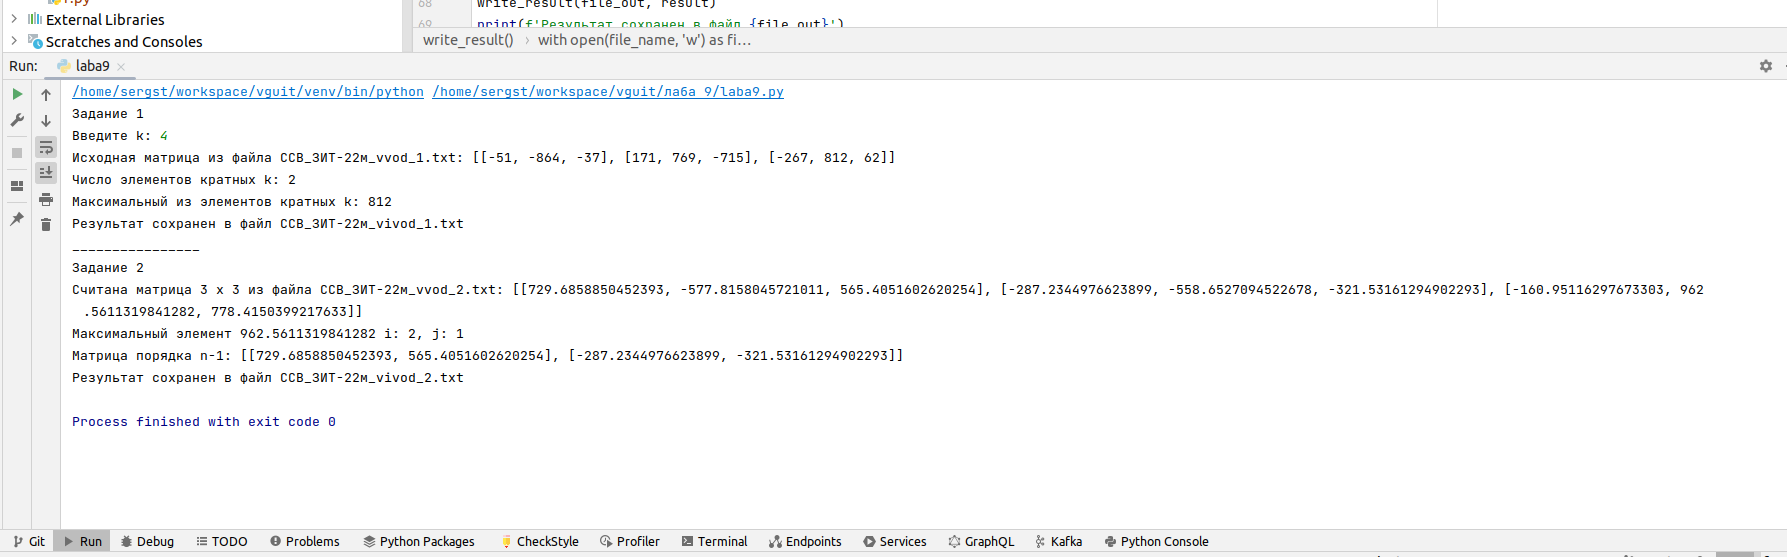 r.py
External Libraries
Scratches and Consoles
68 write_result(file_out, result)
69 print(f'Результат сохранен в файл {file_out}')
write_result() › with open(file_name, 'w') as fi...
Run: laba9
/home/sergst/workspace/vguit/venv/bin/python /home/sergst/workspace/vguit/лаба 9/laba9.py
Задание 1
Введите k: 4
Исходная матрица из файла ССВ_ЗИТ-22м_vvod_1.txt: [[-51, -864, -37], [171, 769, -715], [-267, 812, 62]]
Число элементов кратных k: 2
Максимальный из элементов кратных k: 812
Результат сохранен в файл ССВ_ЗИТ-22м_vivod_1.txt
________________
Задание 2
Считана матрица 3 x 3 из файла ССВ_ЗИТ-22м_vvod_2.txt: [[729.6858850452393, -577.8158045721011, 565.4051602620254], [-287.2344976623899, -558.6527094522678, -321.53161294902293], [-160.95116297673303, 962
.5611319841282, 778.4150399217633]]
Максимальный элемент 962.5611319841282 i: 2, j: 1
Матрица порядка n-1: [[729.6858850452393, 565.4051602620254], [-287.2344976623899, -321.53161294902293]]
Результат сохранен в файл ССВ_ЗИТ-22м_vivod_2.txt
Process finished with exit code 0
Git Run Debug TODO Problems Python Packages CheckStyle Profiler Terminal Endpoints Services GraphQL Kafka Python Console